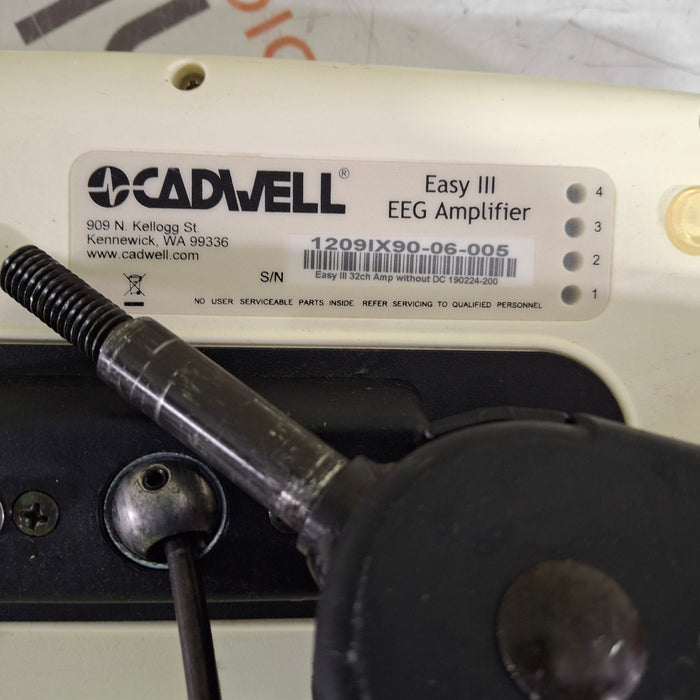 CADWELL®
Easy III
EEG Amplifier
909 N. Kellogg St.
Kennewick, WA 99336
www.cadwell.com
S/N
1209IX90-06-005
Easy III 32ch Amp without DC 190224-200
NO USER SERVICEABLE PARTS INSIDE. REFER SERVICING TO QUALIFIED PERSONNEL
4
3
2
1